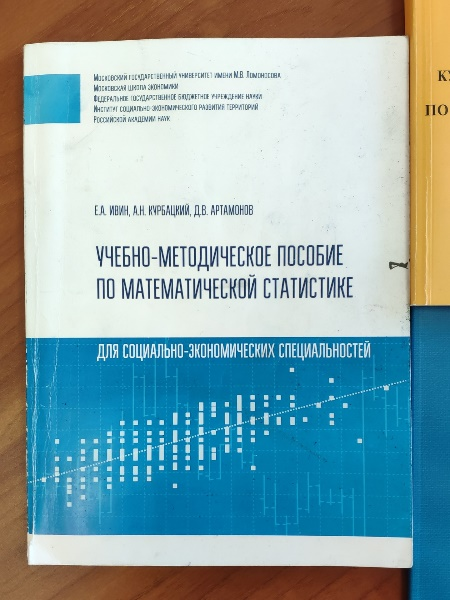 Московский государственный университет имени М.В. Ломоносова
Московская школа экономики
Федеральное государственное бюджетное учреждение науки
Институт социально-экономического развития территорий
Российской академии наук
Е.А. ИВИН, А.Н. КУРБАЦКИЙ, Д.В. АРТАМОНОВ
УЧЕБНО-МЕТОДИЧЕСКОЕ ПОСОБИЕ
ПО МАТЕМАТИЧЕСКОЙ СТАТИСТИКЕ
ДЛЯ СОЦИАЛЬНО-ЭКОНОМИЧЕСКИХ СПЕЦИАЛЬНОСТЕЙ
ПО